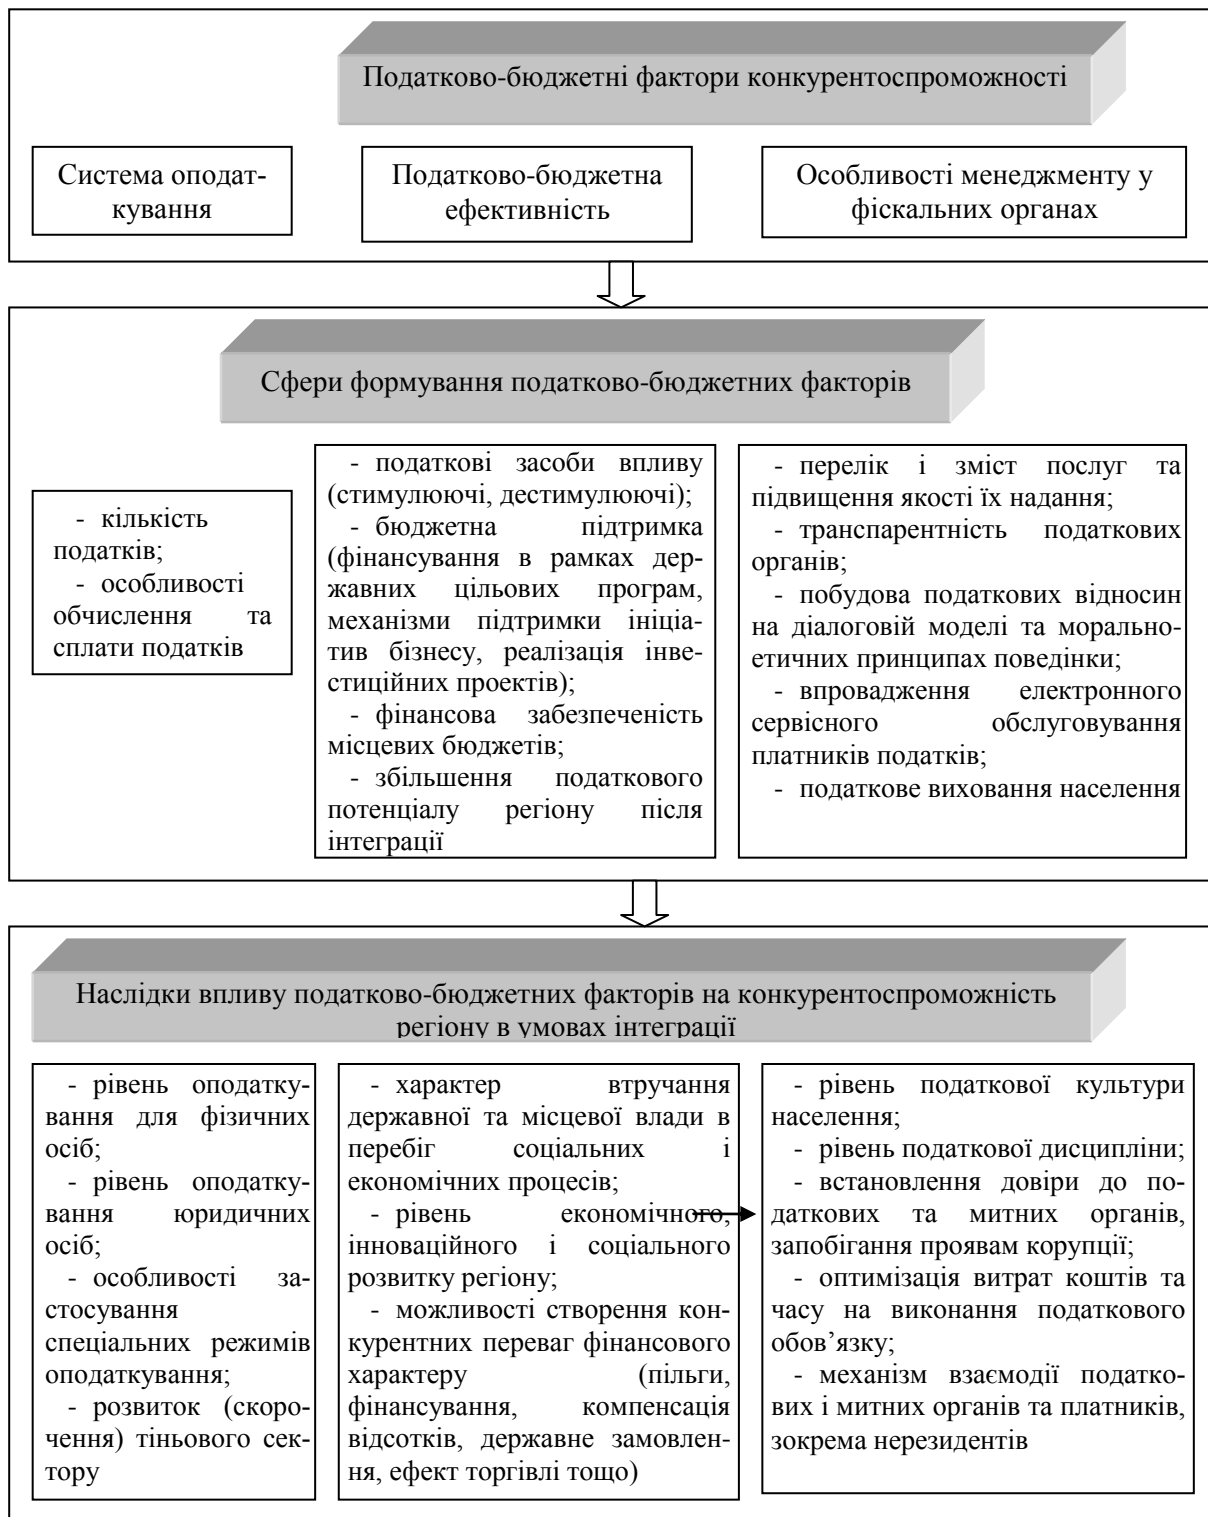 Податково-бюджетні фактори конкурентоспроможності
Система оподат-
кування
Податково-бюджетна
ефективність
Особливості менеджменту у
фіскальних органах
Сфери формування податково-бюджетних факторів
- кількість
податків;
- особливості
обчислення та
сплати податків
- податкові засоби впливу
(стимулюючі, дестимулюючі);
- бюджетна підтримка
(фінансування в рамках дер-
жавних цільових програм,
механізми підтримки ініціа-
тив бізнесу, реалізація інве-
стиційних проектів);
- фінансова забезпеченість
місцевих бюджетів;
- збільшення податкового
потенціалу регіону після
інтеграції
- перелік і зміст послуг та
підвищення якості їх надання;
- транспарентність податкових
органів;
- побудова податкових відносин
на діалоговій моделі та морально-
етичних принципах поведінки;
- впровадження електронного
сервісного обслуговування
платників податків;
- податкове виховання населення
Наслідки впливу податково-бюджетних факторів на конкурентоспроможність
регіону в умовах інтеграції
- рівень оподатку-
вання для фізичних
осіб;
- рівень оподатку-
вання юридичних
осіб;
- особливості за-
стосування
спеціальних режимів
оподаткування;
- розвиток (скоро-
чення) тіньового сек-
тору
- характер втручання
державної та місцевої влади в
перебіг соціальних і
економічних процесів;
- рівень економічного,
інноваційного і соціального
розвитку регіону;
- можливості створення кон-
курентних переваг фінансового
характеру (пільги,
фінансування, компенсація
відсотків, державне замовлен-
ня, ефект торгівлі тощо)
- рівень податкової культури
населення;
- рівень податкової дисципліни;
- встановлення довіри до по-
даткових та митних органів,
запобігання проявам корупції;
- оптимізація витрат коштів та
часу на виконання податкового
обов’язку;
- механізм взаємодії податко-
вих і митних органів та платників,
зокрема нерезидентів